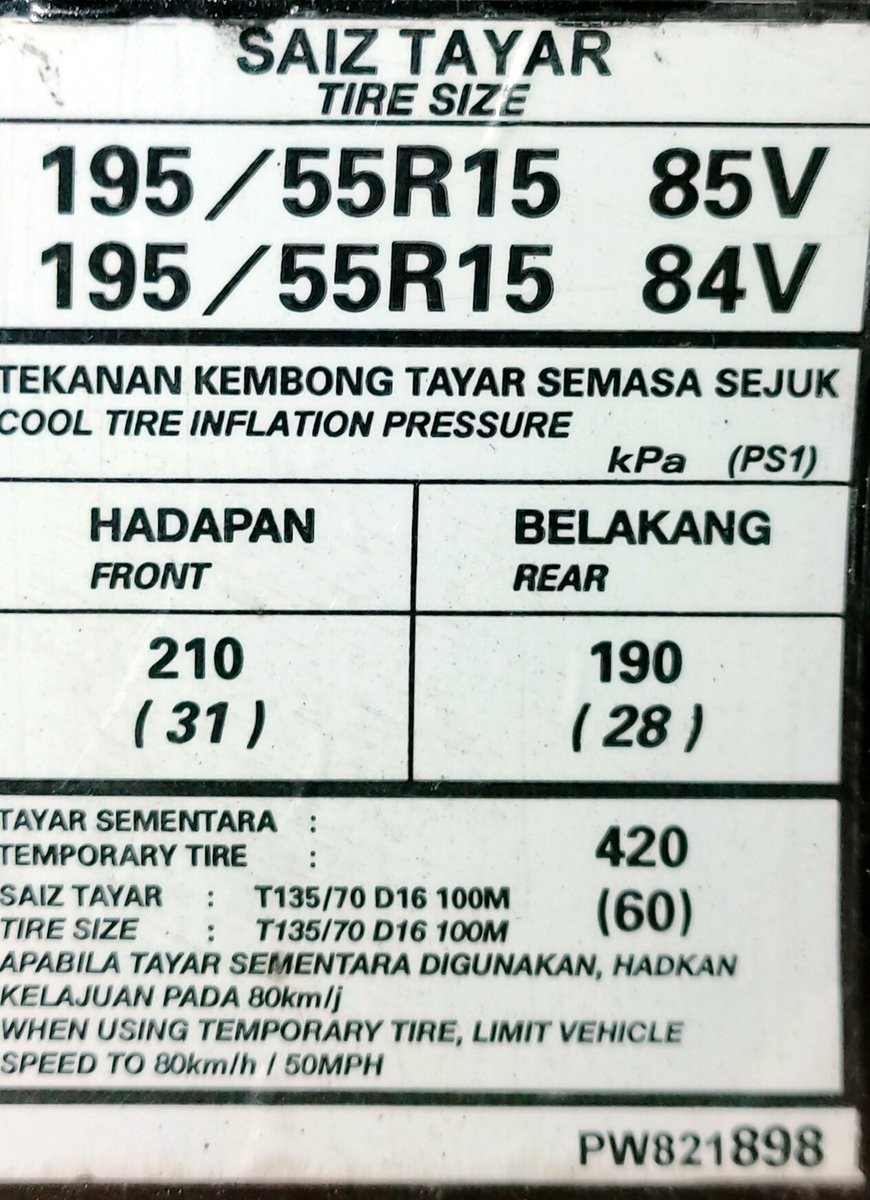 SAIZ TAYAR
TIRE SIZE
195/55R15 85V
195/55R15 84V
TEKANAN KEMBONG TAYAR SEMASA SEJUK
COOL TIRE INFLATION PRESSURE
kPa (PS1)
HADAPAN BELAKANG
FRONT REAR
210 190
(31) (28)
TAYAR SEMENTARA :
TEMPORARY TIRE : 420
SAIZ TAYAR : T135/70 D16 100M (60)
TIRE SIZE : T135/70 D16 100M
APABILA TAYAR SEMENTARA DIGUNAKAN, HADKAN
KELAJUAN PADA 80km/j
WHEN USING TEMPORARY TIRE, LIMIT VEHICLE
SPEED TO 80km/h / 50MPH
PW821898